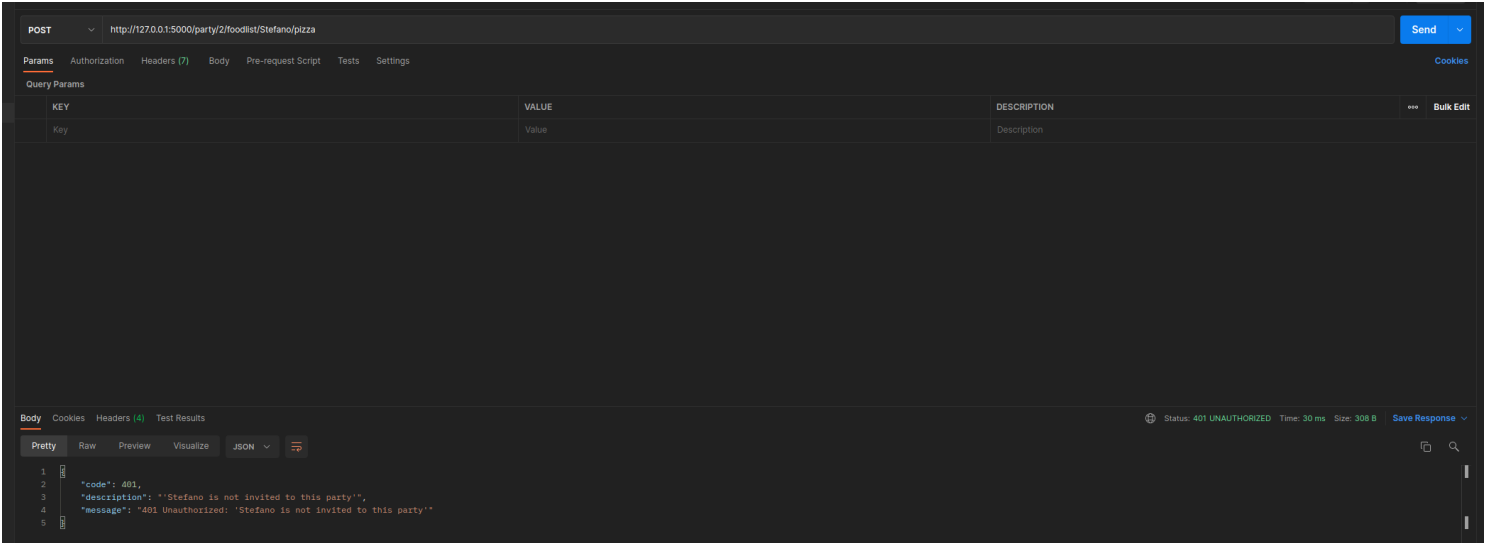 POST http://127.0.0.1:5000/party/2/foodlist/Stefano/pizza Send
Params Authorization Headers (7) Body Pre-request Script Tests Settings Cookies
Query Params
KEY VALUE DESCRIPTION ooo Bulk Edit
Key Value Description
Body Cookies Headers (4) Test Results Status: 401 UNAUTHORIZED Time: 30 ms Size: 308 B Save Response
Pretty Raw Preview Visualize JSON
1 {
2 "code": 401,
3 "description": "'Stefano is not invited to this party'",
4 "message": "401 Unauthorized: 'Stefano is not invited to this party'"
5 }